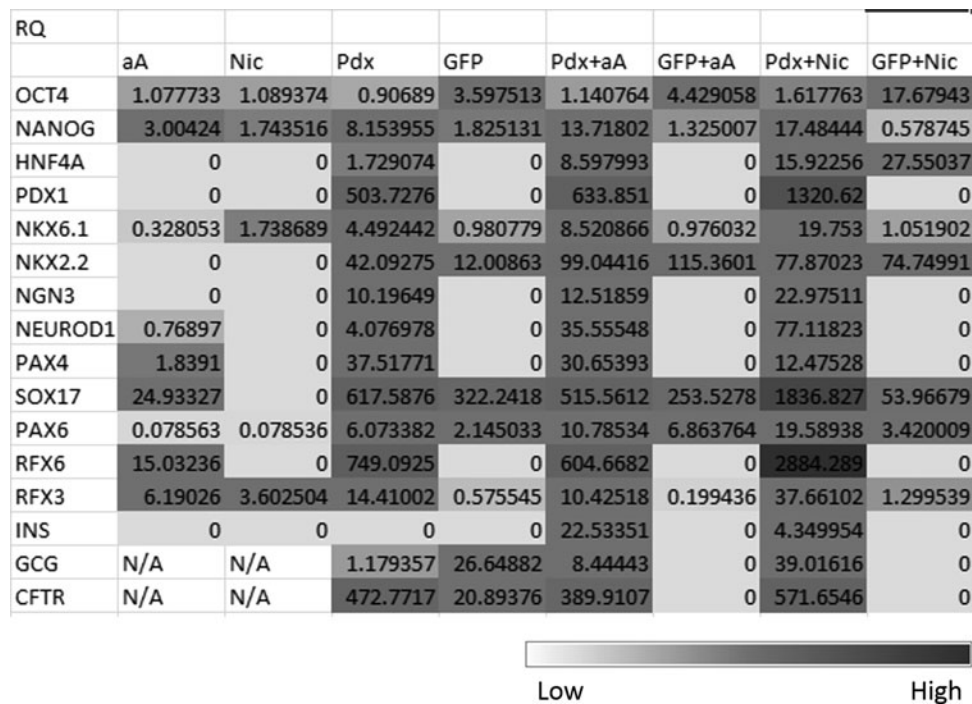 RQ
aA Nic Pdx GFP Pdx+aA GFP+aA Pdx+Nic GFP+Nic
OCT4 1.077733 1.089374 0.90689 3.597513 1.140764 4.429058 1.617763 17.67943
NANOG 3.00424 1.743516 8.153955 1.825131 13.71802 1.325007 17.48444 0.578745
HNF4A 0 0 1.729074 0 8.597993 0 15.92256 27.55037
PDX1 0 0 503.7276 0 633.851 0 1320.62 0
NKX6.1 0.328053 1.738689 4.492442 0.980779 8.520866 0.976032 19.753 1.051902
NKX2.2 0 0 42.09275 12.00863 99.04416 115.3601 77.87023 74.74991
NGN3 0 0 10.19649 0 12.51859 0 22.97511 0
NEUROD1 0.76897 0 4.076978 0 35.55548 0 77.11823 0
PAX4 1.8391 0 37.51771 0 30.65393 0 12.47528 0
SOX17 24.93327 0 617.5876 322.2418 515.5612 253.5278 1836.827 53.96679
PAX6 0.078563 0.078536 6.073382 2.145033 10.78534 6.863764 19.58938 3.420009
RFX6 15.03236 0 749.0925 0 604.6682 0 2884.289 0
RFX3 6.19026 3.602504 14.41002 0.575545 10.42518 0.199436 37.66102 1.299539
INS 0 0 0 0 22.53351 0 4.349954 0
GCG N/A N/A 1.179357 26.64882 8.44443 0 39.01616 0
CFTR N/A N/A 472.7717 20.89376 389.9107 0 571.6546 0
Low High